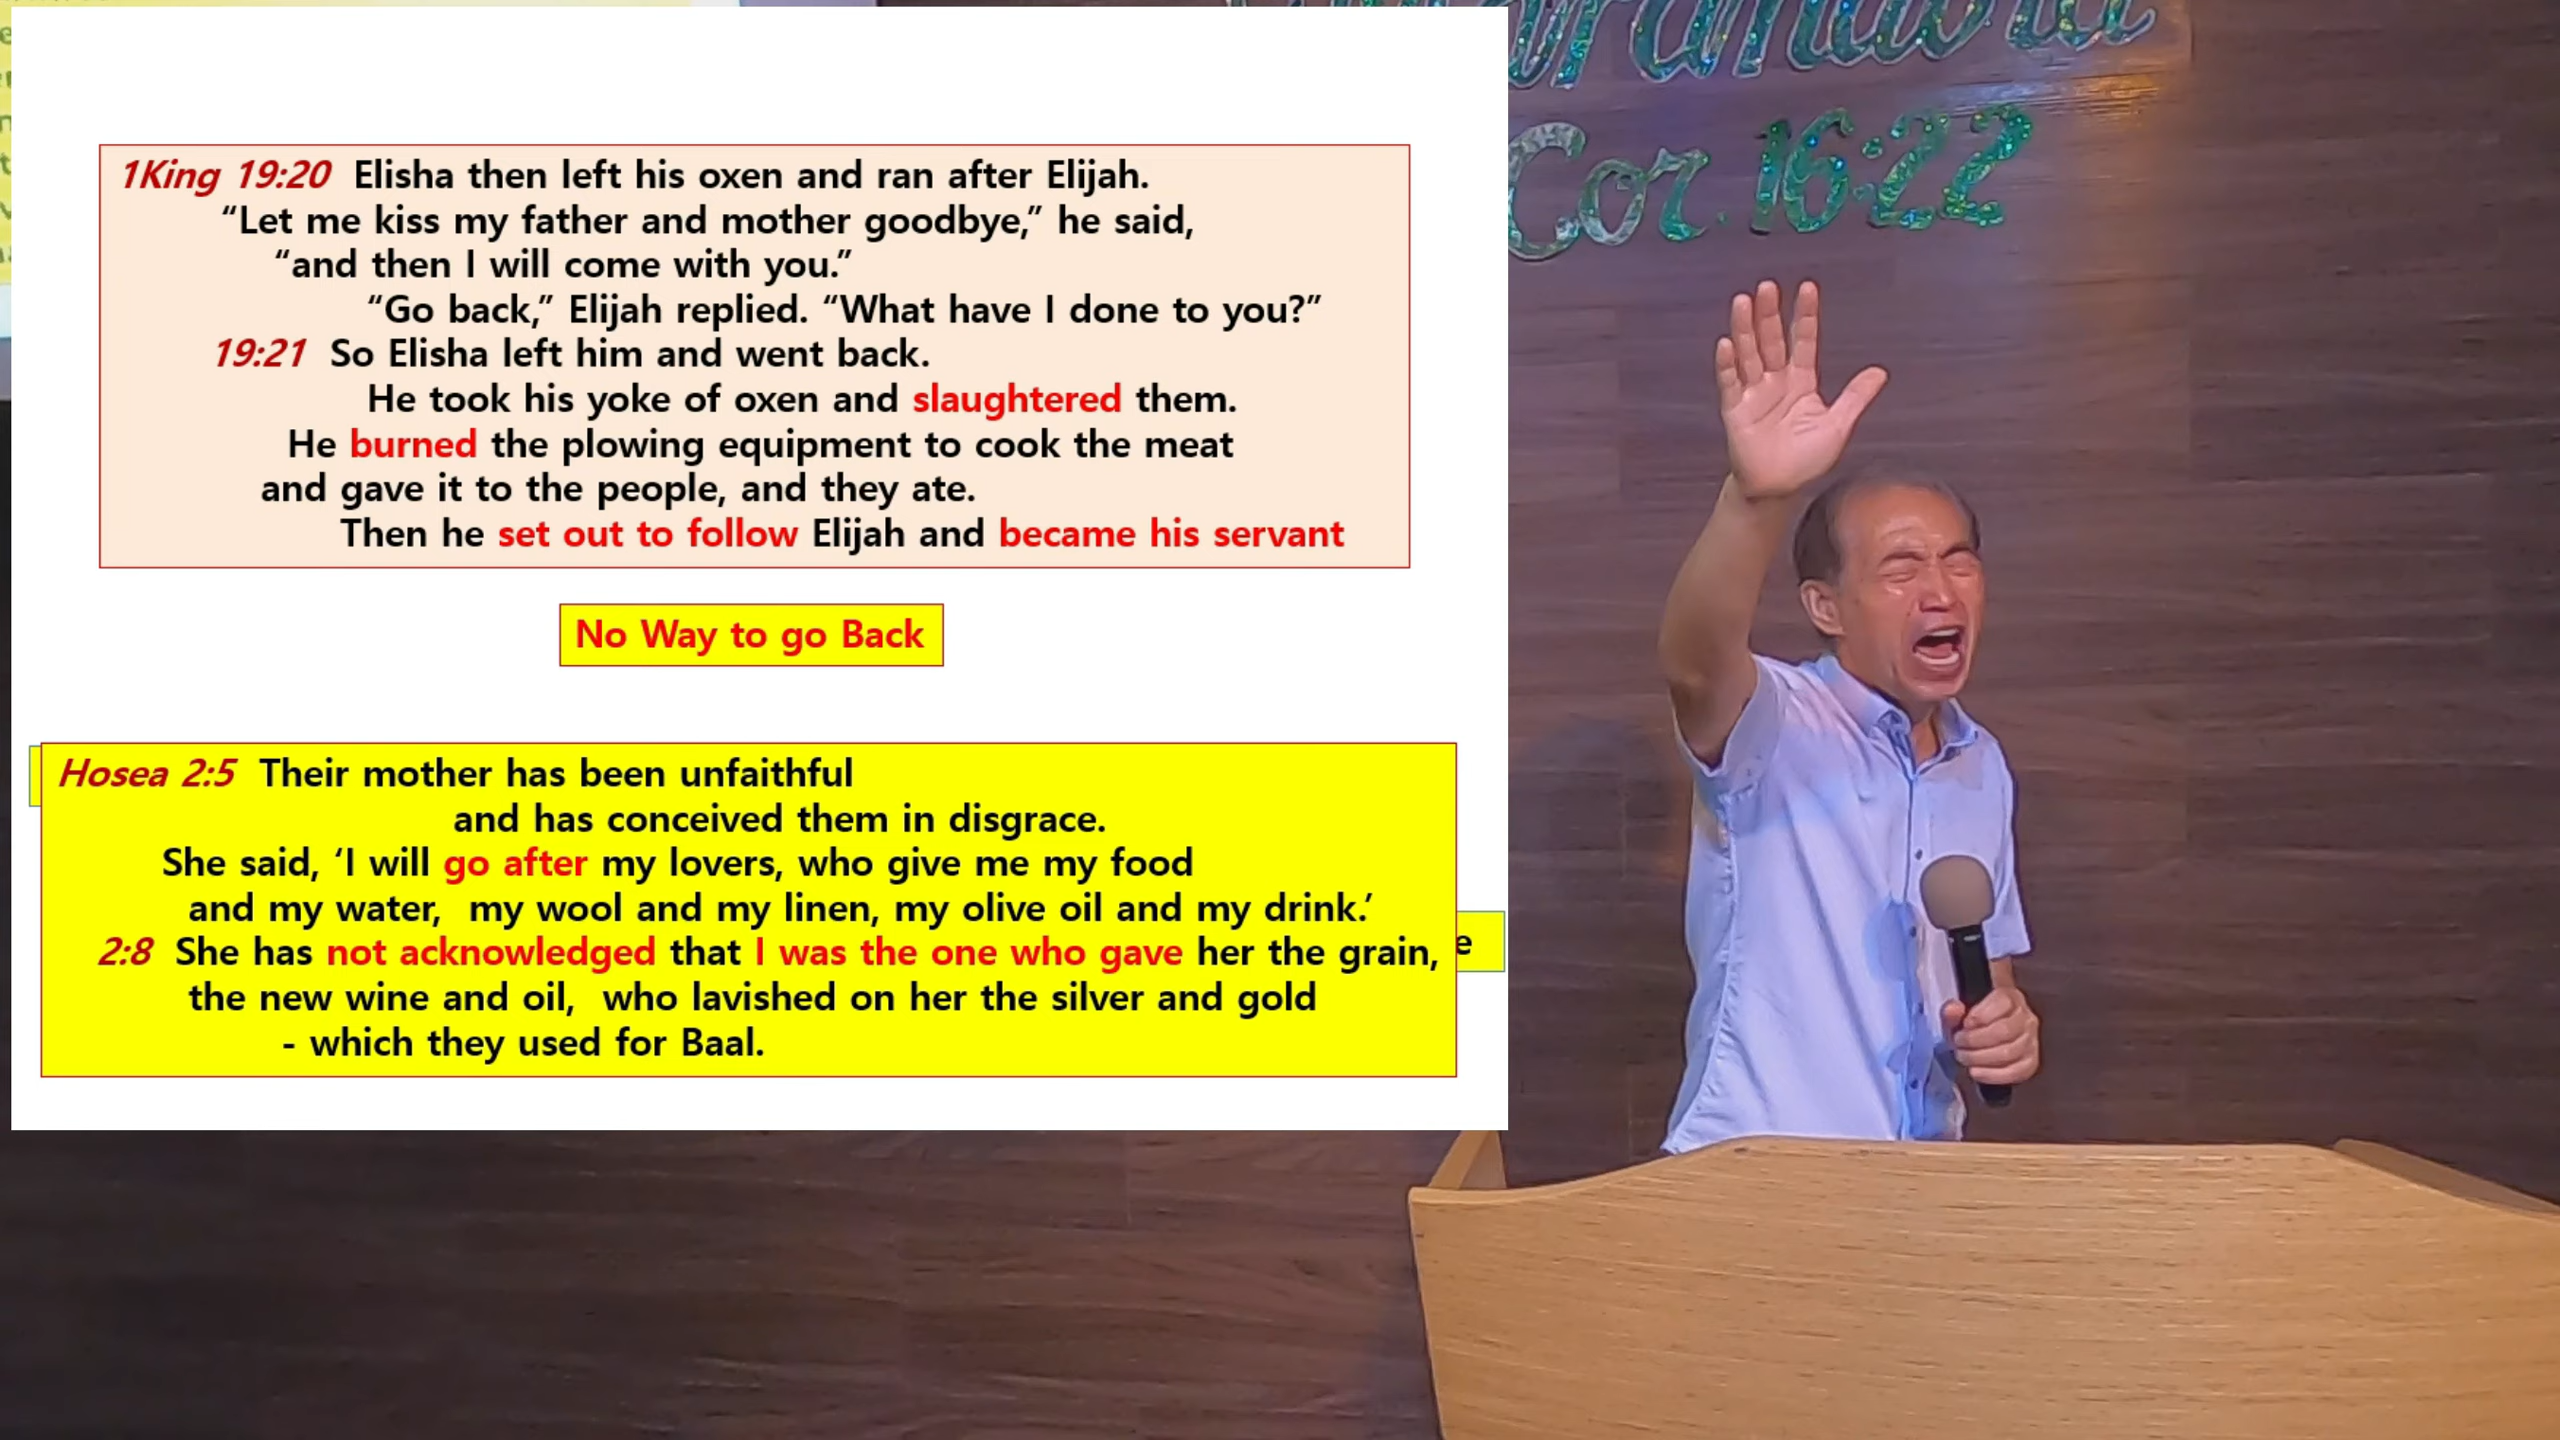 1King 19:20 Elisha then left his oxen and ran after Elijah.
“Let me kiss my father and mother goodbye,” he said,
“and then I will come with you.”
“Go back,” Elijah replied. “What have I done to you?”
19:21 So Elisha left him and went back.
He took his yoke of oxen and slaughtered them.
He burned the plowing equipment to cook the meat
and gave it to the people, and they ate.
Then he set out to follow Elijah and became his servant
No Way to go Back
Hosea 2:5 Their mother has been unfaithful
and has conceived them in disgrace.
She said, ‘I will go after my lovers, who give me my food
and my water, my wool and my linen, my olive oil and my drink.’
2:8 She has not acknowledged that I was the one who gave her the grain,
the new wine and oil, who lavished on her the silver and gold
- which they used for Baal.
e
Cor. 16:22